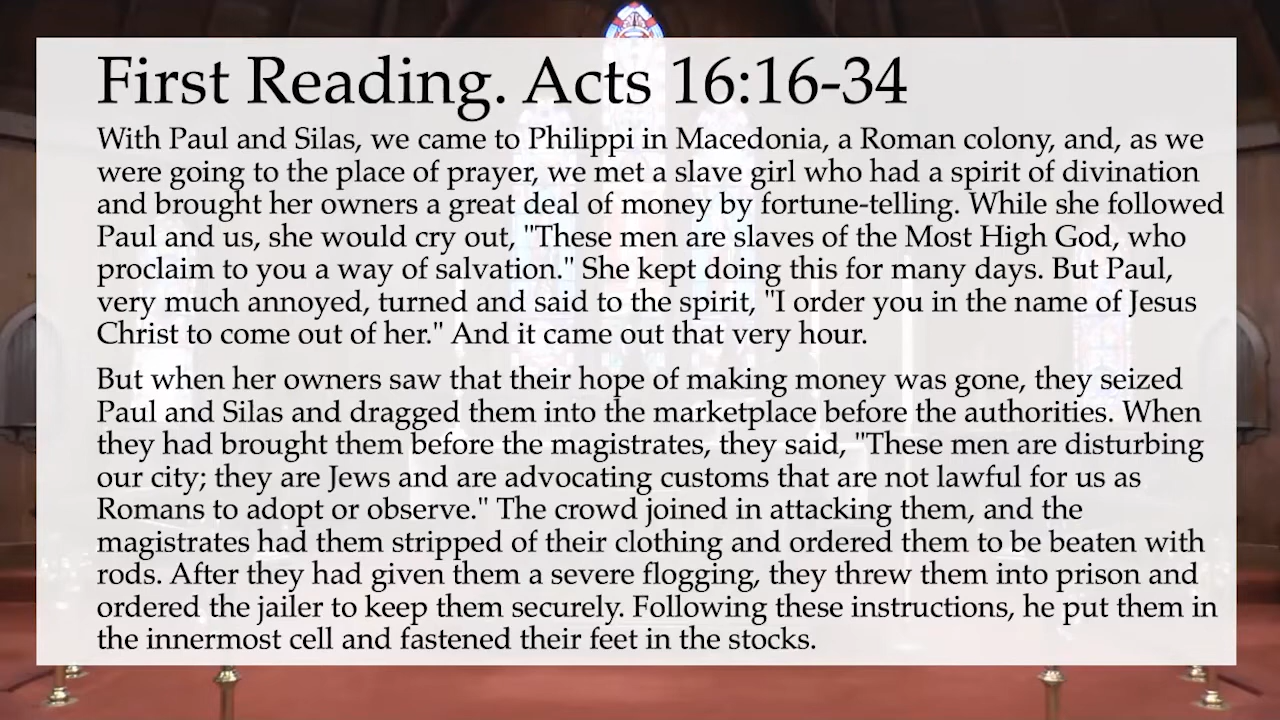 First Reading. Acts 16:16-34
With Paul and Silas, we came to Philippi in Macedonia, a Roman colony, and, as we
were going to the place of prayer, we met a slave girl who had a spirit of divination
and brought her owners a great deal of money by fortune-telling. While she followed
Paul and us, she would cry out, "These men are slaves of the Most High God, who
proclaim to you a way of salvation." She kept doing this for many days. But Paul,
very much annoyed, turned and said to the spirit, "I order you in the name of Jesus
Christ to come out of her." And it came out that very hour.
But when her owners saw that their hope of making money was gone, they seized
Paul and Silas and dragged them into the marketplace before the authorities. When
they had brought them before the magistrates, they said, "These men are disturbing
our city; they are Jews and are advocating customs that are not lawful for us as
Romans to adopt or observe." The crowd joined in attacking them, and the
magistrates had them stripped of their clothing and ordered them to be beaten with
rods. After they had given them a severe flogging, they threw them into prison and
ordered the jailer to keep them securely. Following these instructions, he put them in
the innermost cell and fastened their feet in the stocks.